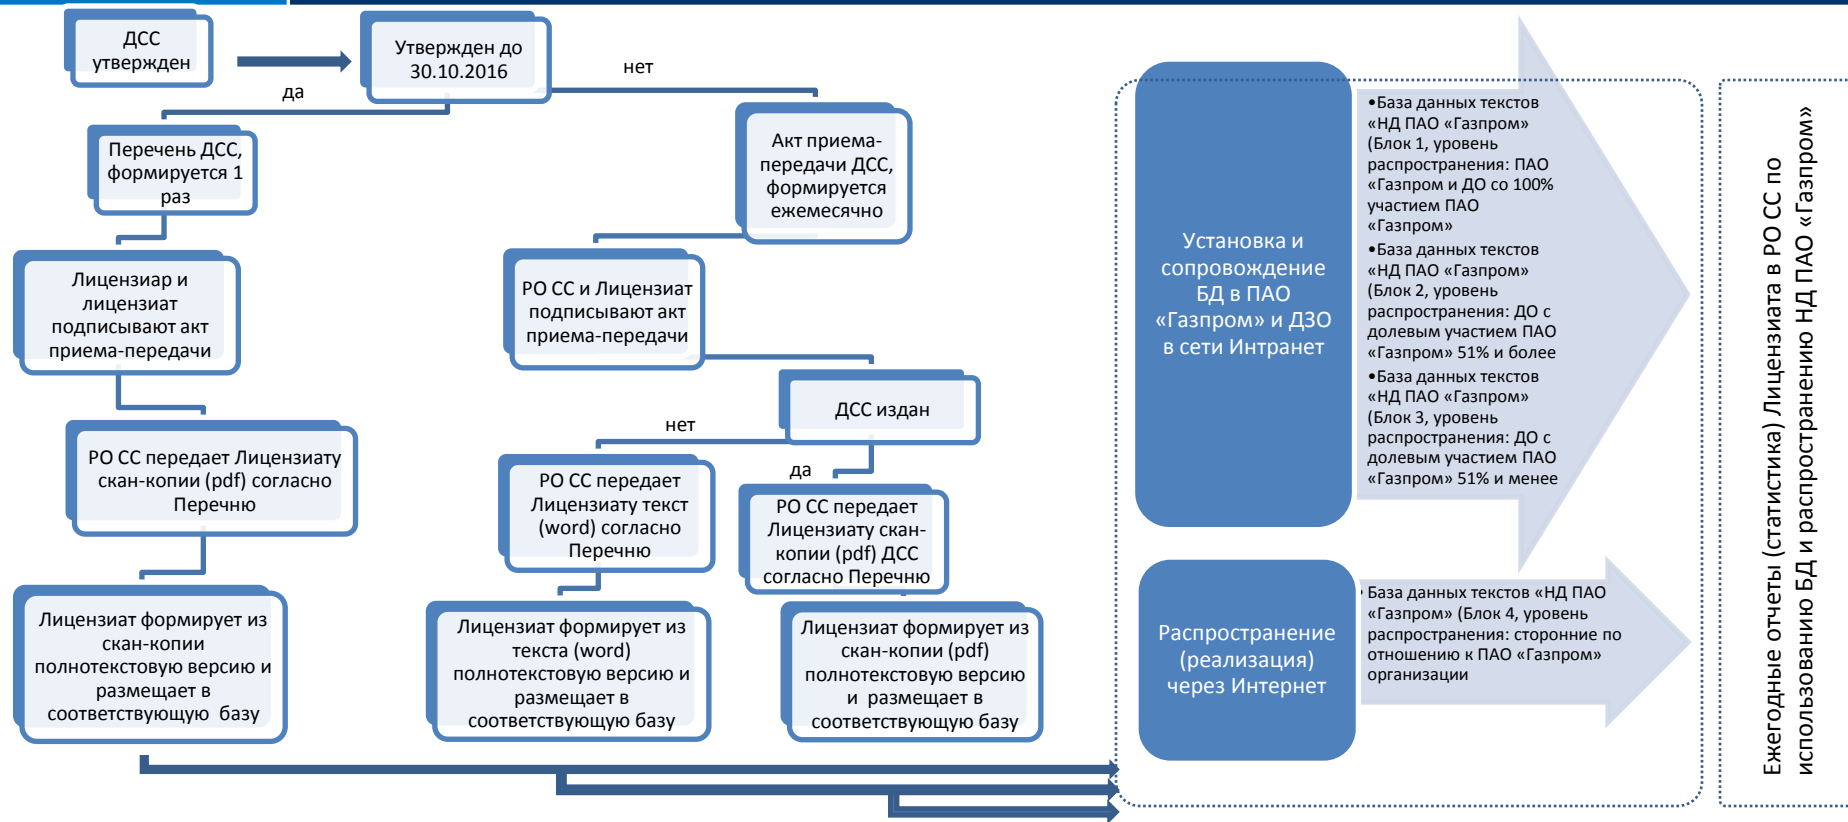 ДСС
утвержден
Утвержден до
30.10.2016
да
нет
Перечень ДСС,
формируется 1
раз
Акт приема-
передачи ДСС,
формируется
ежемесячно
Лицензиар и
лицензиат
подписывают акт
приема-передачи
РО СС и Лицензиат
подписывают акт
приема-передачи
ДСС издан
нет
да
РО СС передает Лицензиату
скан-копии (pdf) согласно
Перечню
РО СС передает
Лицензиату текст
(word) согласно
Перечню
РО СС передает
Лицензиату скан-
копии (pdf) ДСС
согласно Перечню
Лицензиат формирует из
скан-копии
полнотекстовую версию и
размещает в
соответствующую базу
Лицензиат формирует из
текста (word)
полнотекстовую версию и
размещает в
соответствующую базу
Лицензиат формирует из
скан-копии (pdf)
полнотекстовую версию
и размещает в
соответствующую базу
Установка и
сопровождение
БД в ПАО
«Газпром» и ДЗО
в сети Интранет
•База данных текстов
«НД ПАО «Газпром»
(Блок 1, уровень
распространения: ПАО
«Газпром и ДО со 100%
участием ПАО
«Газпром»
•База данных текстов
«НД ПАО «Газпром»
(Блок 2, уровень
распространения: ДО с
долевым участием ПАО
«Газпром» 51% и более
•База данных текстов
«НД ПАО «Газпром»
(Блок 3, уровень
распространения: ДО с
долевым участием ПАО
«Газпром» 51% и менее
Распространение
(реализация)
через Интернет
• База данных текстов «НД ПАО
«Газпром» (Блок 4, уровень
распространения: сторонние по
отношению к ПАО «Газпром»
организации
Ежегодные отчеты (статистика) Лицензиата в РО СС по
использованию БД и распространению НД ПАО «Газпром»